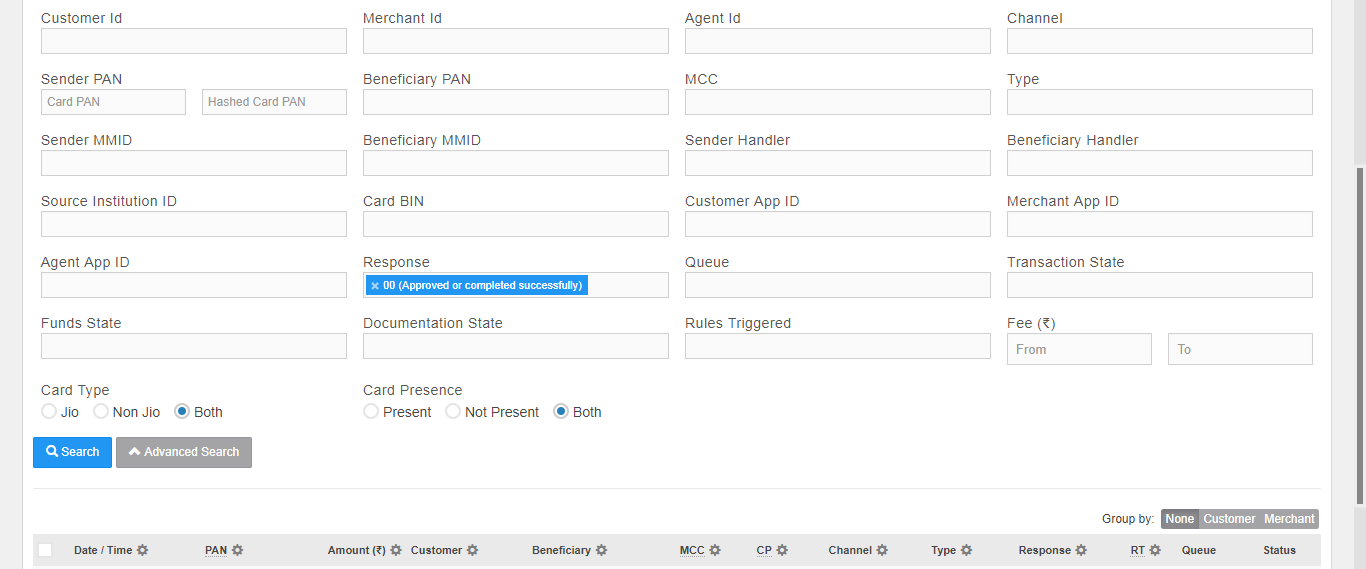 Customer Id Merchant Id Agent Id Channel
Sender PAN Beneficiary PAN MCC Type
Card PAN Hashed Card PAN
Sender MMID Beneficiary MMID Sender Handler Beneficiary Handler
Source Institution ID Card BIN Customer App ID Merchant App ID
Agent App ID Response Queue Transaction State
× 00 (Approved or completed successfully)
Funds State Documentation State Rules Triggered Fee (₹)
From To
Card Type Card Presence
Jio Non Jio Both Present Not Present Both
Search Advanced Search
Group by: None Customer Merchant
Date / Time PAN Amount (₹) Customer Beneficiary MCC CP Channel Type Response RT Queue Status